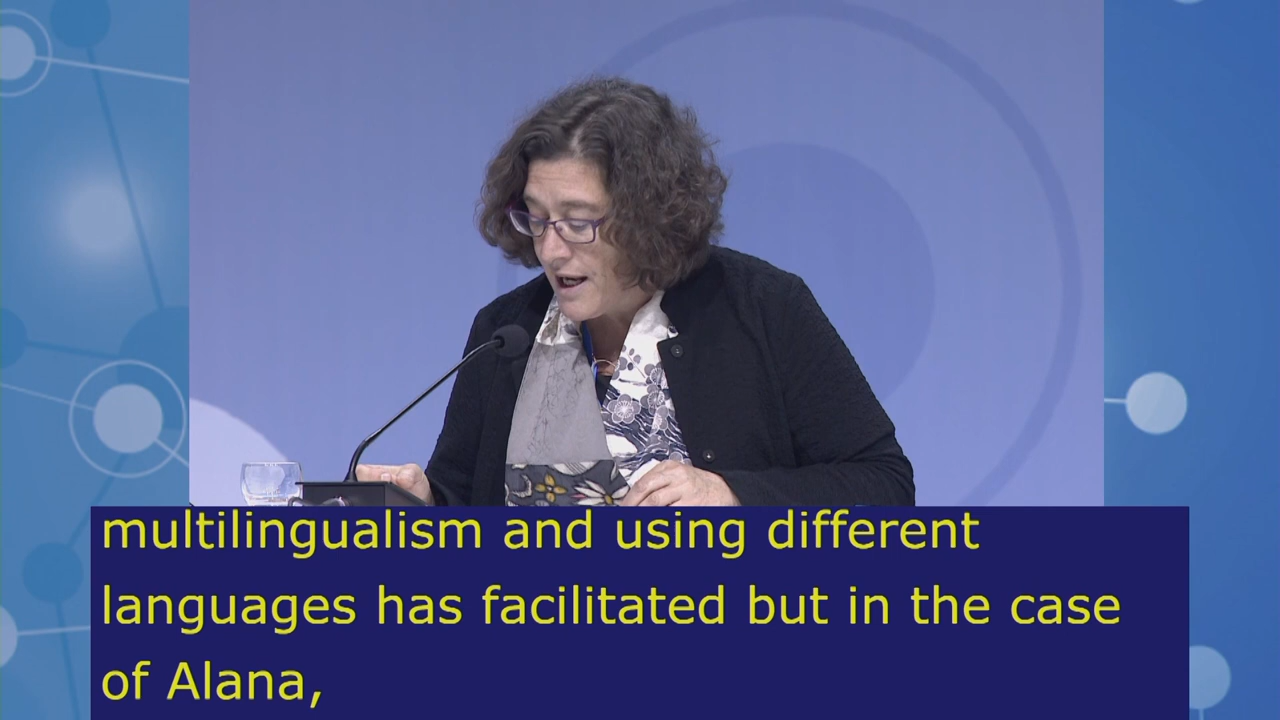 multilingualism and using different
languages has facilitated but in the case
of Alana,